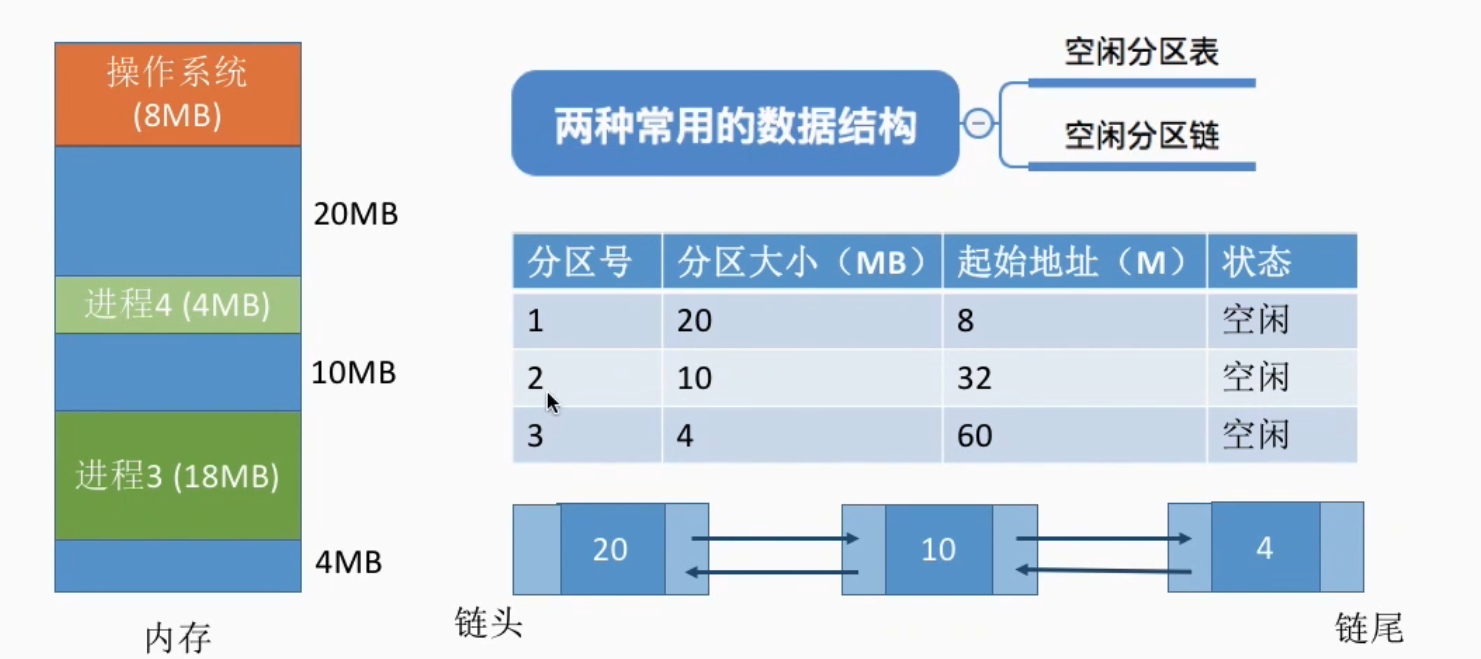 操作系统
(8MB)
20MB
进程4 (4MB)
10MB
进程3 (18MB)
4MB
内存
两种常用的数据结构
空闲分区表
空闲分区链
分区号 分区大小（MB） 起始地址（M） 状态
1 20 8 空闲
2 10 32 空闲
3 4 60 空闲
20 10 4
链头 链尾